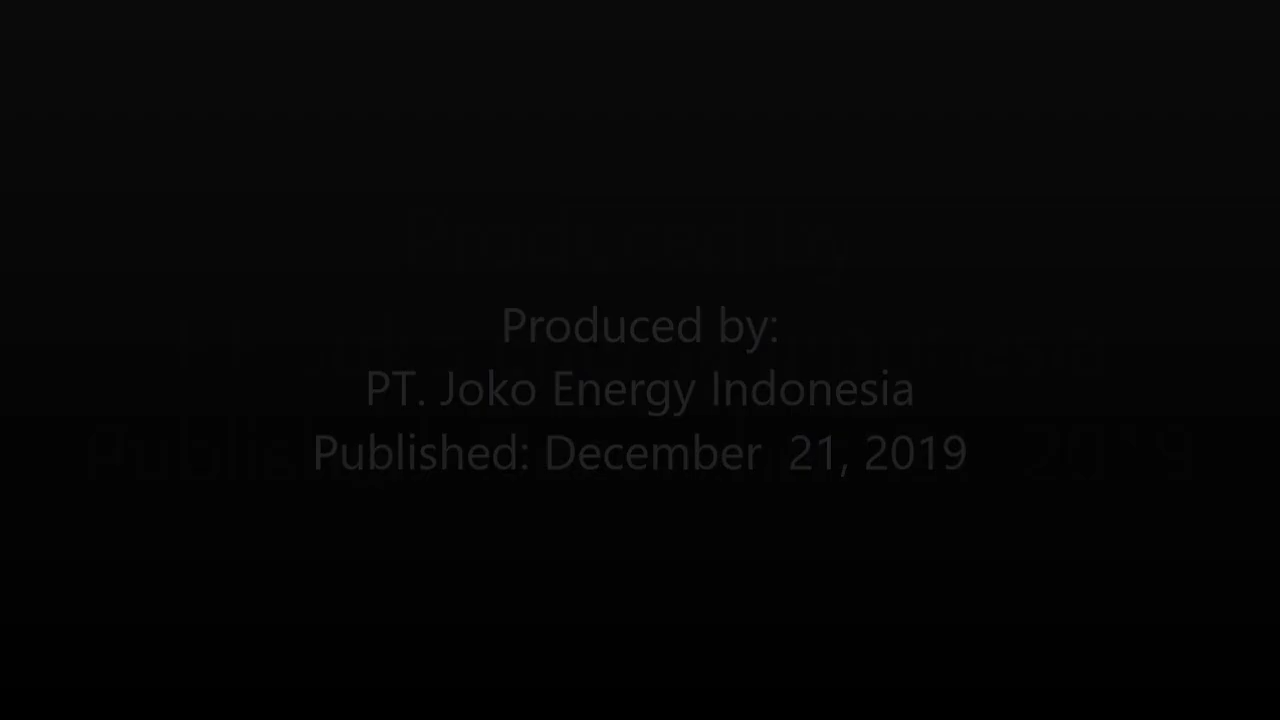 Produced by:
PT. Joko Energy Indonesia
Published: December  21, 2019